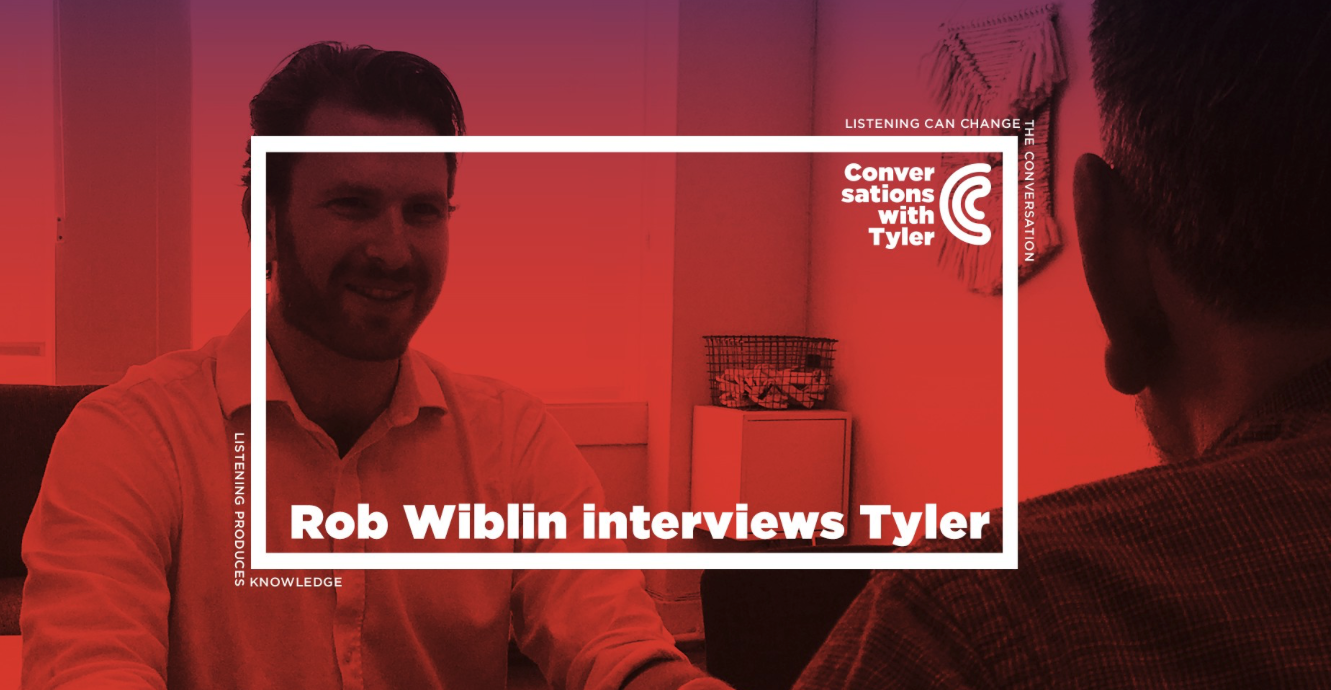 LISTENING CAN CHANGE
THE CONVERSATION
Conver
sations
with
Tyler
Rob Wiblin interviews Tyler
LISTENING PRODUCES
KNOWLEDGE